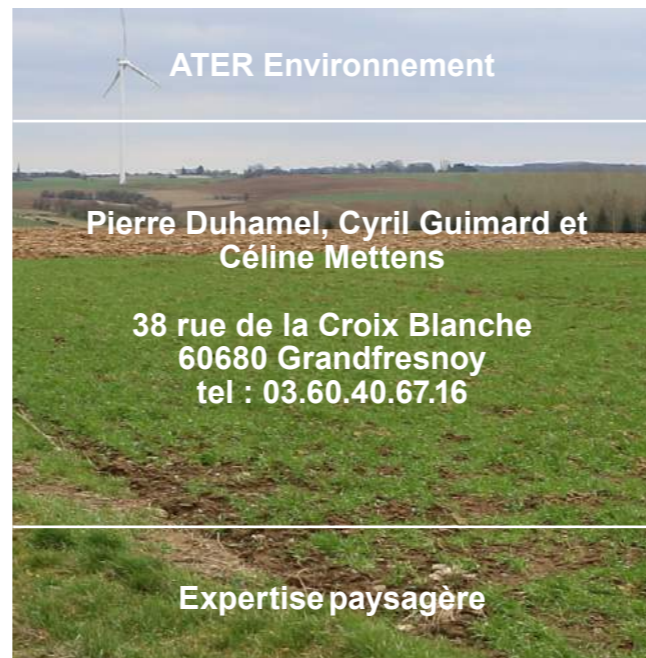 ATER Environnement
Pierre Duhamel, Cyril Guimard et
Céline Mettens
38 rue de la Croix Blanche
60680 Grandfresnoy
tel : 03.60.40.67.16
Expertise paysagère